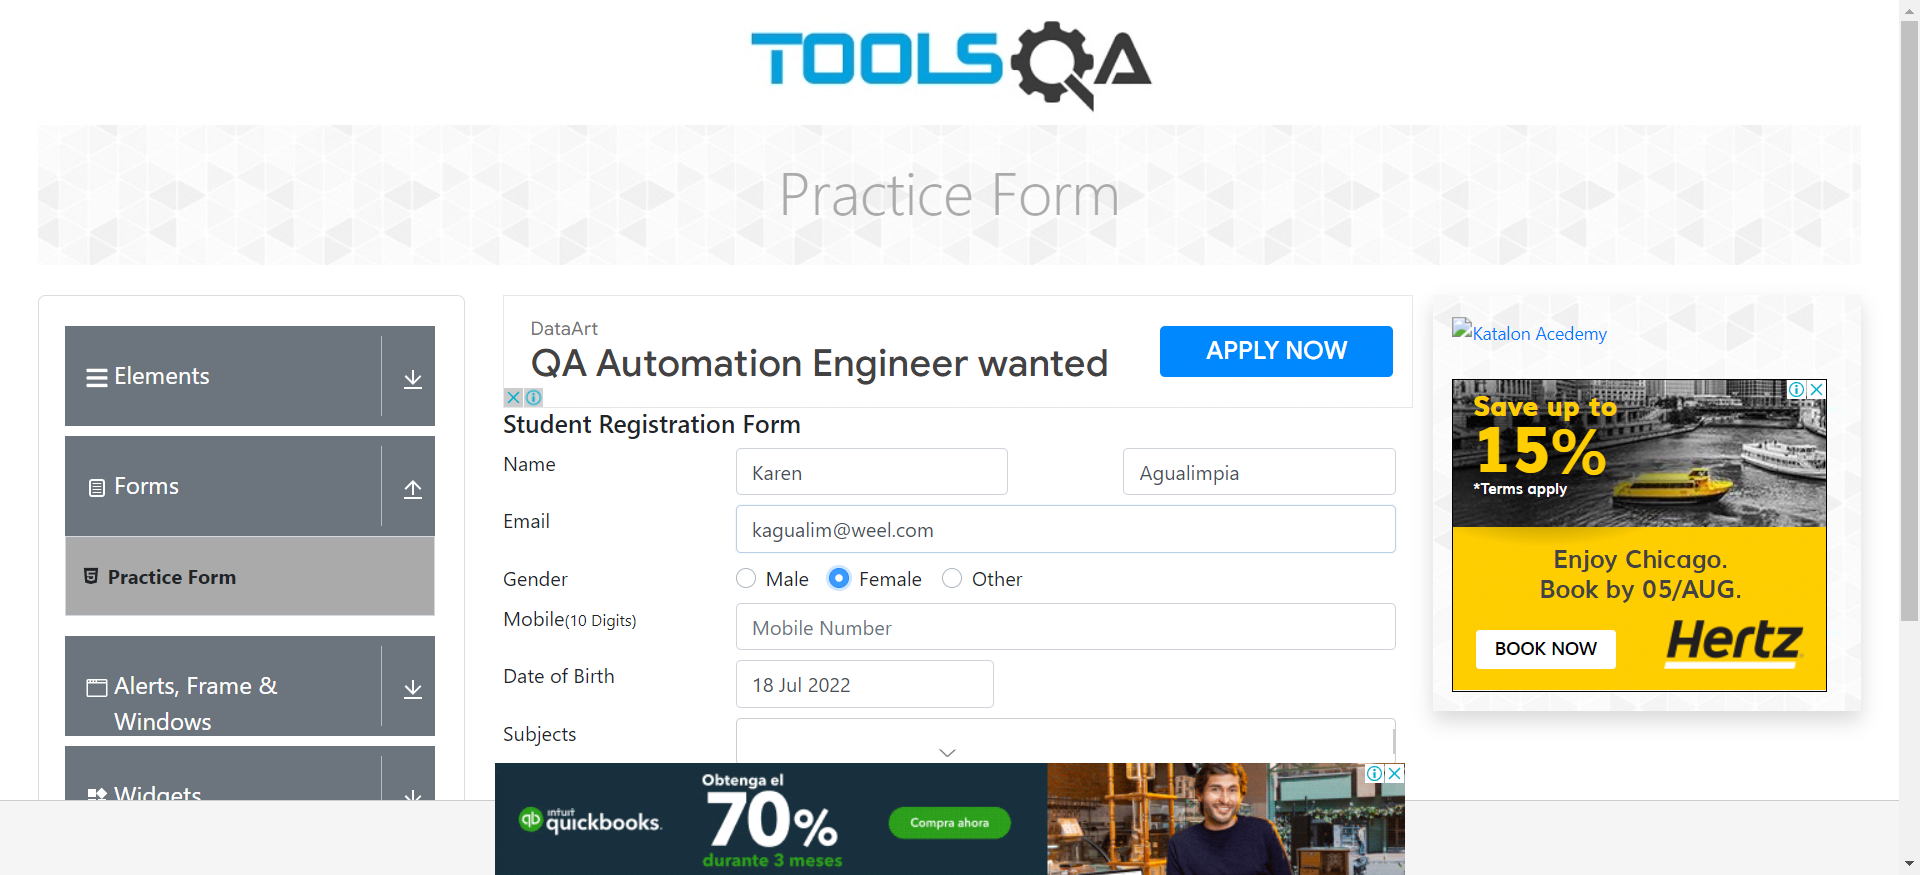 TOOLSQA
Practice Form
Elements
Forms
Practice Form
Alerts, Frame &
Windows
Widgets
DataArt
QA Automation Engineer wanted
APPLY NOW
Student Registration Form
Name
Karen
Agualimpia
Email
kagualim@weel.com
Gender
Male
Female
Other
Mobile(10 Digits)
Mobile Number
Date of Birth
18 Jul 2022
Subjects
Katalon Acedemy
Save up to
15%
*Terms apply
Enjoy Chicago.
Book by 05/AUG.
BOOK NOW
Hertz
qb
intuit
quickbooks.
Obtenga el
70%
durante 3 meses
Compra ahora